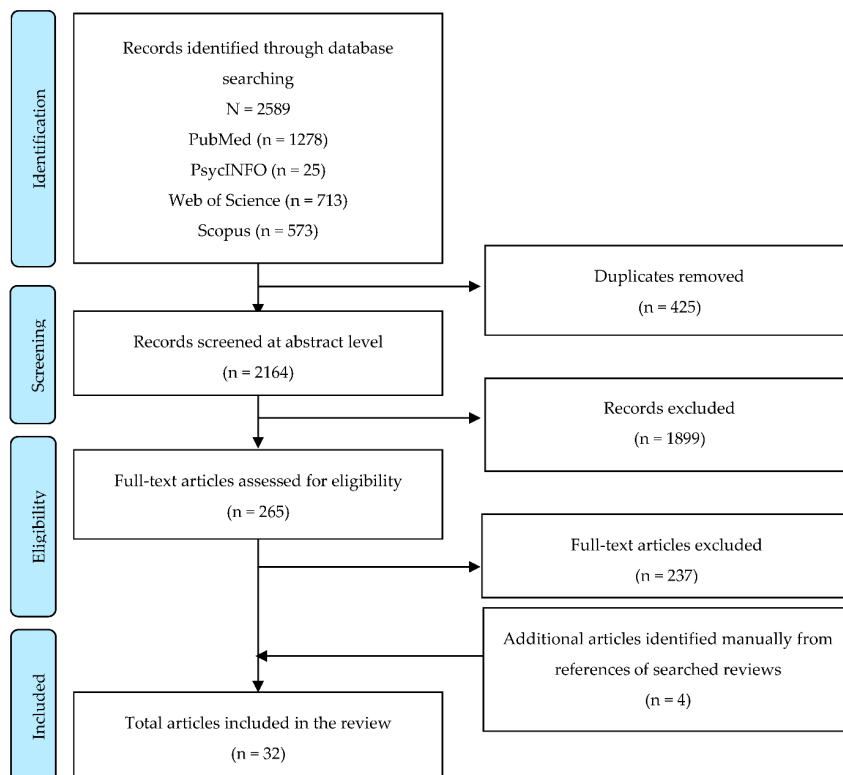 Identification
Records identified through database
searching
N = 2589
PubMed (n = 1278)
PsycINFO (n = 25)
Web of Science (n = 713)
Scopus (n = 573)
Duplicates removed
(n = 425)
Screening
Records screened at abstract level
(n = 2164)
Records excluded
(n = 1899)
Eligibility
Full-text articles assessed for eligibility
(n = 265)
Full-text articles excluded
(n = 237)
Additional articles identified manually from
references of searched reviews
(n = 4)
Included
Total articles included in the review
(n = 32)